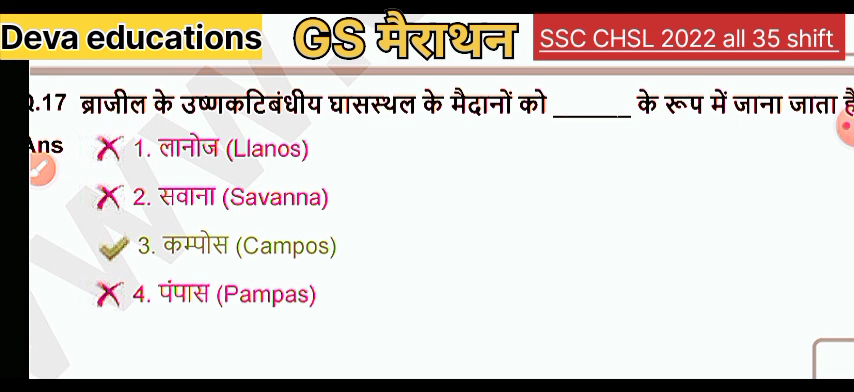 Deva educations GS मैराथन SSC CHSL 2022 all 35 shift
Q.17 ब्राजील के उष्णकटिबंधीय घासस्थल के मैदानों को ______ के रूप में जाना जाता है
Ans 1. लानोज (Llanos)
2. सवाना (Savanna)
3. कम्पोस (Campos)
4. पंपास (Pampas)